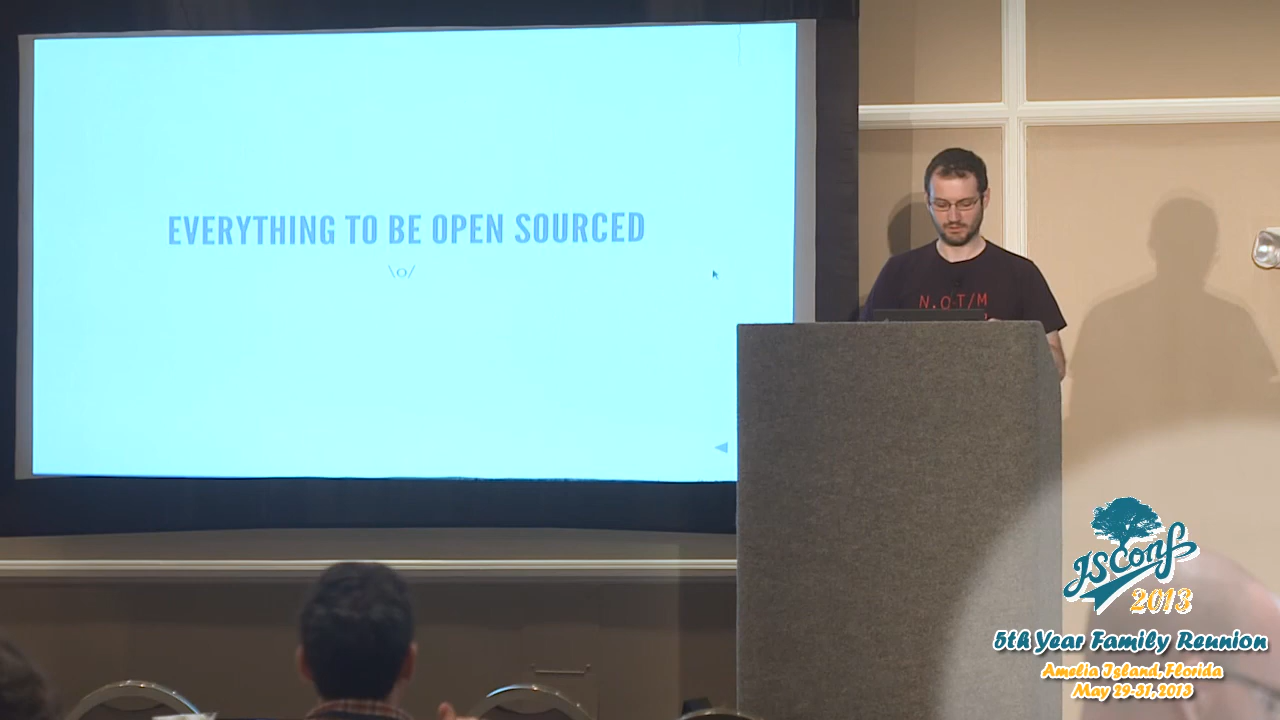 EVERYTHING TO BE OPEN SOURCED
\o/
N.O-T/M
JSConf
2013
5th Year Family Reunion
Amelia Island, Florida
May 29-31, 2013